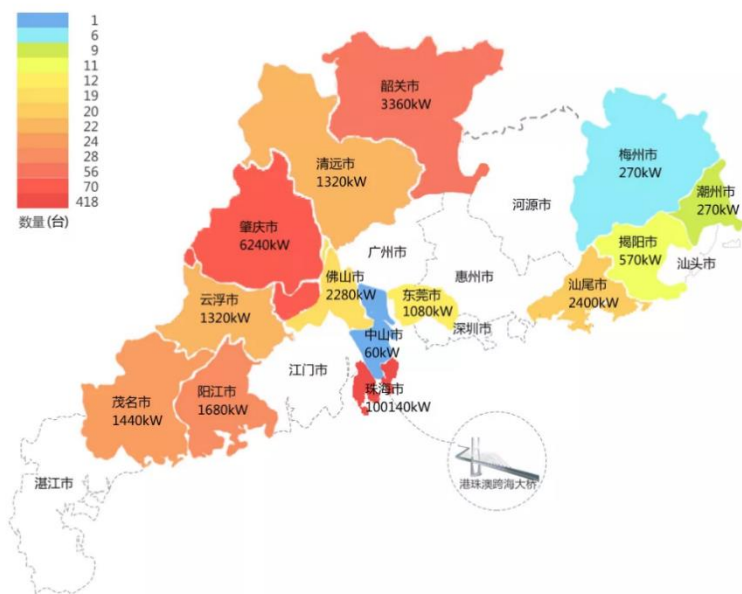 1
6
9
11
12
19
20
22
24
28
56
70
418
数量(台)
韶关市
3360kW
清远市
1320kW
梅州市
270kW
潮州市
270kW
河源市
肇庆市
6240kW
广州市
揭阳市
570kW
汕头市
佛山市
2280kW
惠州市
汕尾市
2400kW
东莞市
1080kW
云浮市
1320kW
深圳市
中山市
60kW
江门市
珠海市
100140kW
阳江市
1680kW
茂名市
1440kW
湛江市
港珠澳跨海大桥